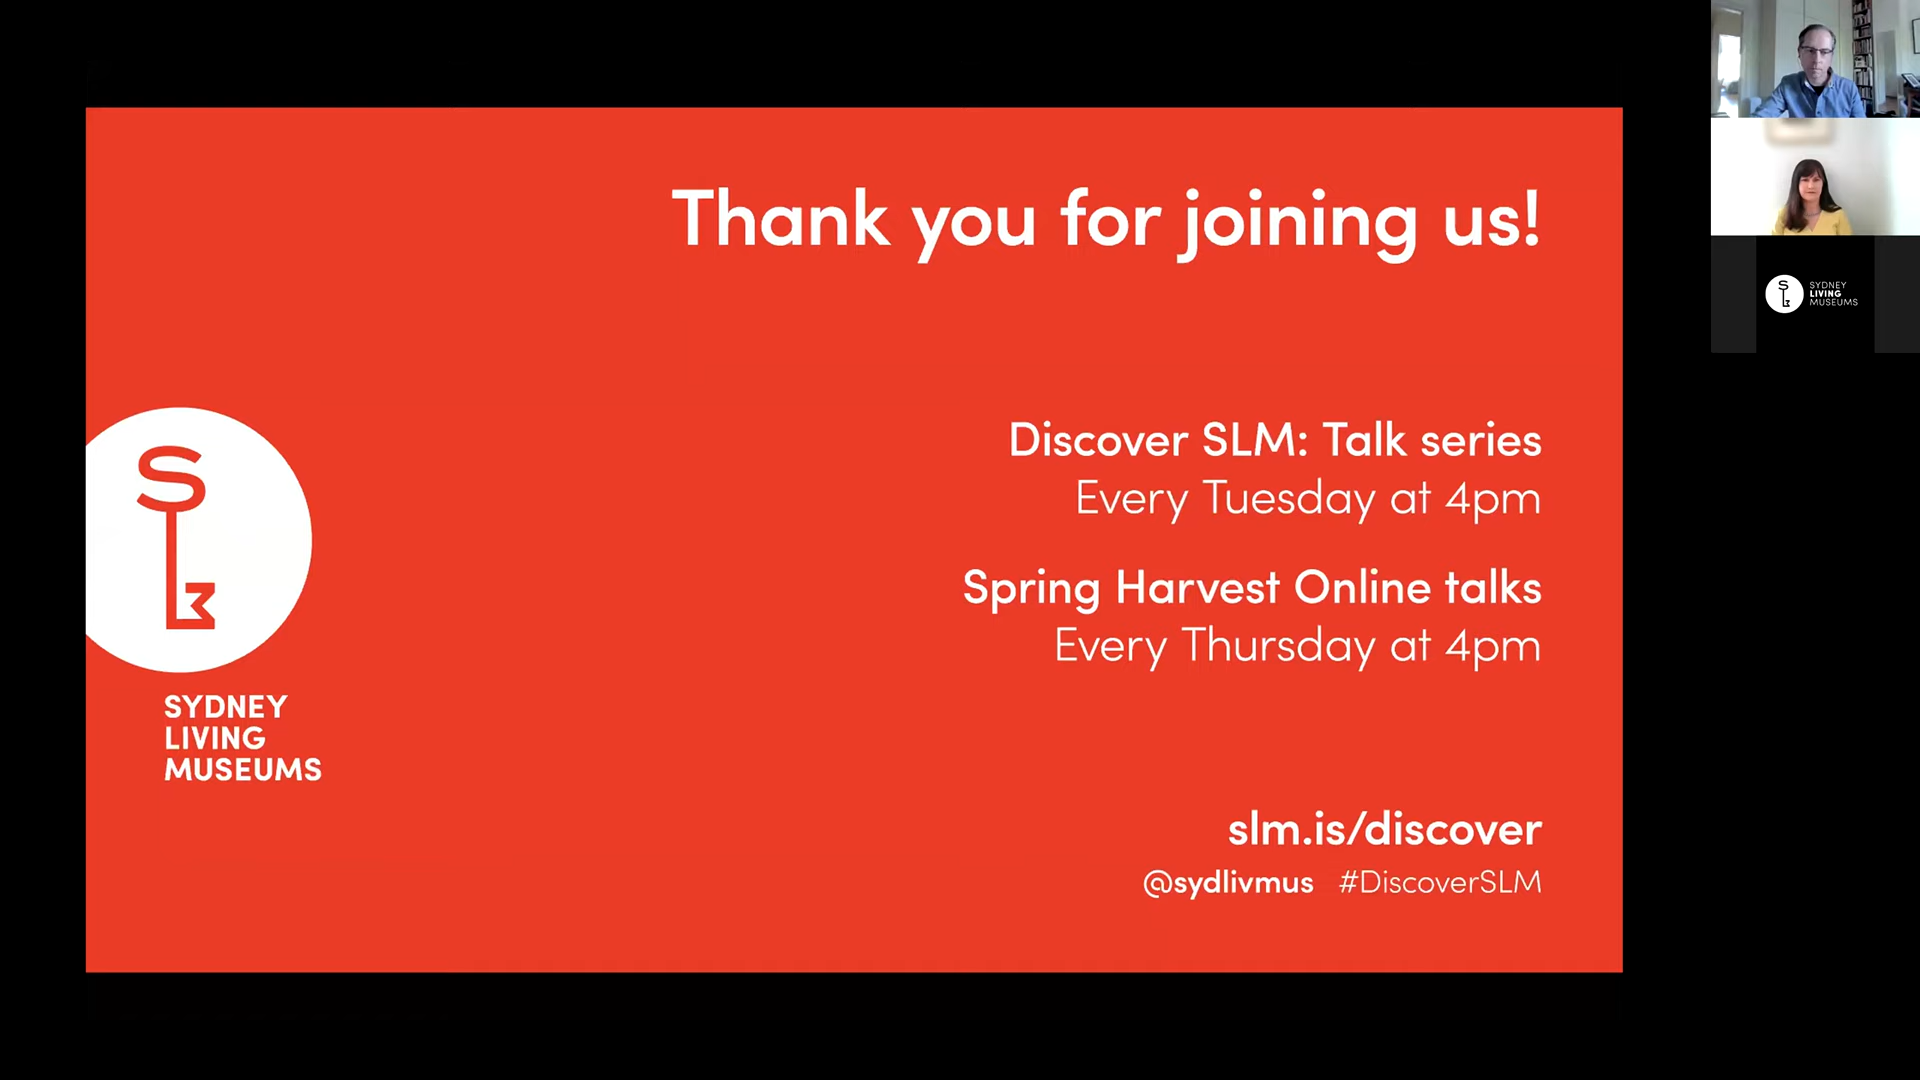 Thank you for joining us!
Discover SLM: Talk series
Every Tuesday at 4pm
Spring Harvest Online talks
Every Thursday at 4pm
SYDNEY
LIVING
MUSEUMS
slm.is/discover
@sydlivmus #DiscoverSLM
SYDNEY
LIVING
MUSEUMS